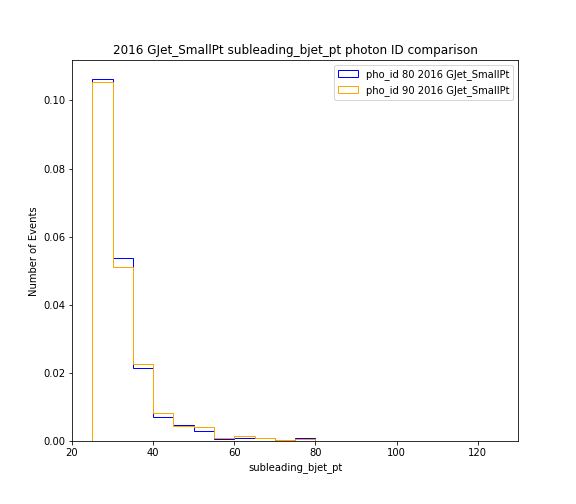 2016 GJet_SmallPt subleading_bjet_pt photon ID comparison
pho_id 80 2016 GJet_SmallPt
pho_id 90 2016 GJet_SmallPt
Number of Events
0.10
0.08
0.06
0.04
0.02
0.00
20 40 60 80 100 120
subleading_bjet_pt